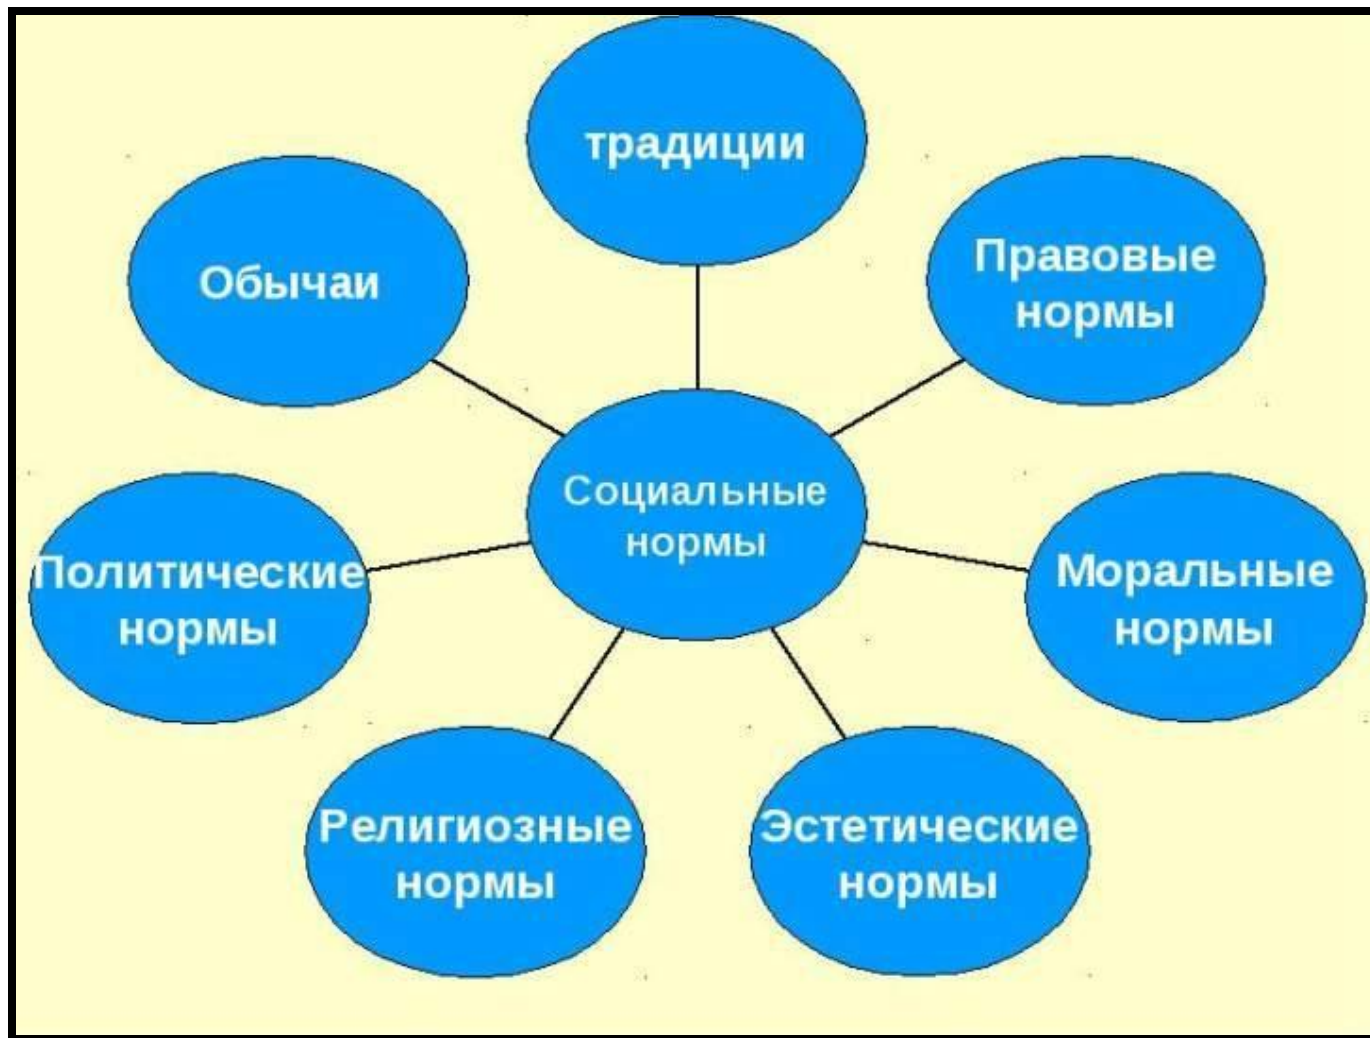 традиции
Обычаи
Правовые
нормы
Социальные
нормы
Политические
нормы
Моральные
нормы
Религиозные
нормы
Эстетические
нормы